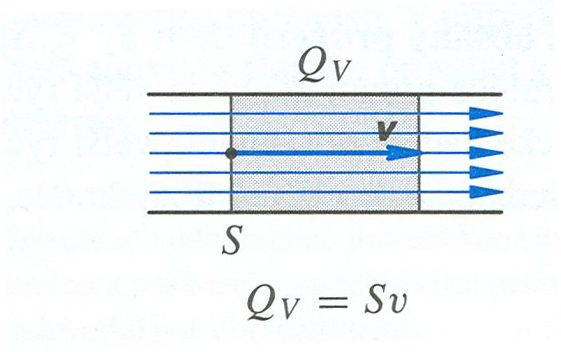 Q_V
v
S
Q_V = Sv